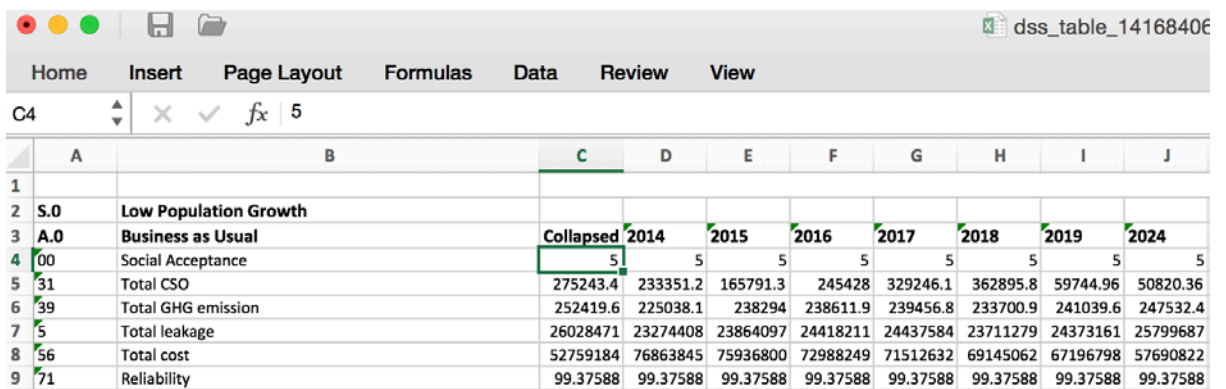 dss_table_14168406
Home Insert Page Layout Formulas Data Review View
C4 fx 5
A B C D E F G H I J
1
2 S.0 Low Population Growth
3 A.0 Business as Usual Collapsed 2014 2015 2016 2017 2018 2019 2024
4 00 Social Acceptance 5 5 5 5 5 5 5 5
5 31 Total CSO 275243.4 233351.2 165791.3 245428 329246.1 362895.8 59744.96 50820.36
6 39 Total GHG emission 252419.6 225038.1 238294 238611.9 239456.8 233700.9 241039.6 247532.4
7 5 Total leakage 26028471 23274408 23864097 24418211 24437584 23711279 24373161 25799687
8 56 Total cost 52759184 76863845 75936800 72988249 71512632 69145062 67196798 57690822
9 71 Reliability 99.37588 99.37588 99.37588 99.37588 99.37588 99.37588 99.37588 99.37588